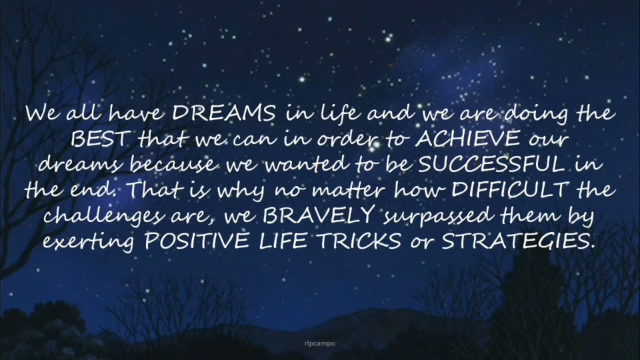 We all have DREAMS in life and we are doing the
BEST that we can in order to ACHIEVE our
dreams because we wanted to be SUCCESSFUL in
the end. That is why no matter how DIFFICULT the
challenges are, we BRAVELY surpassed them by
exerting POSITIVE LIFE TRICKS or STRATEGIES.
rlpcampo